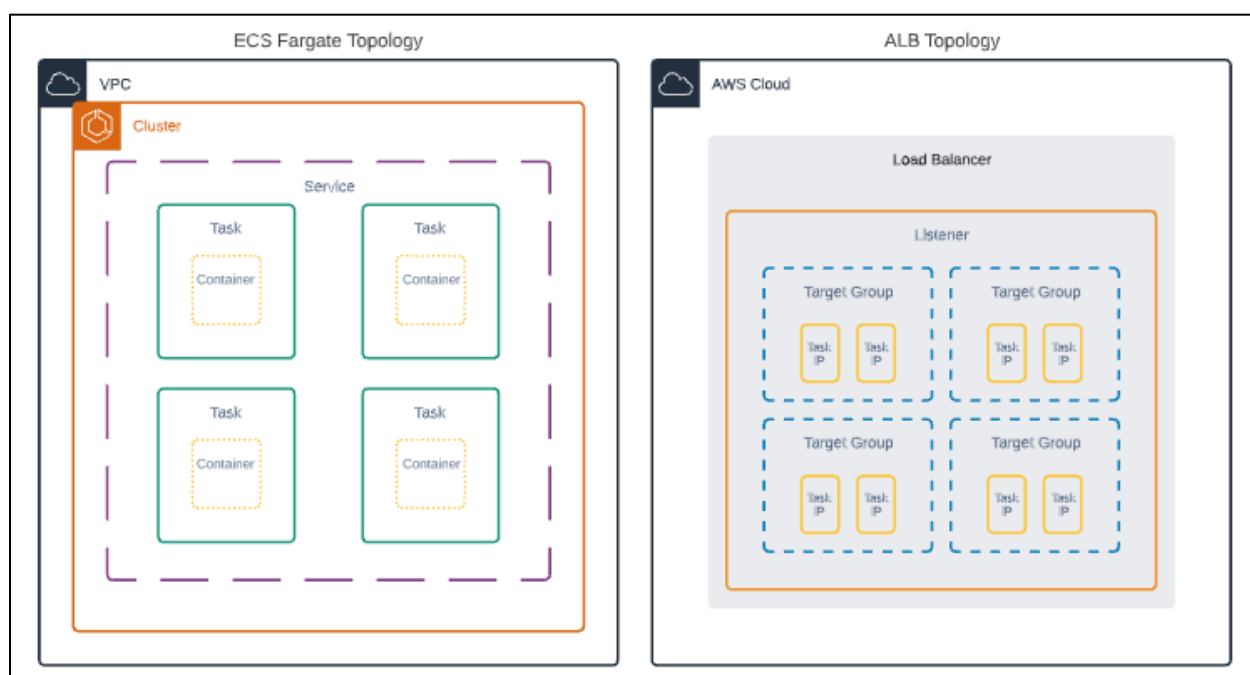 ECS Fargate Topology
VPC
Cluster
Service
Task
Container
Task
Container
Task
Container
Task
Container
ALB Topology
AWS Cloud
Load Balancer
Listener
Target Group
Task
IP
Task
IP
Target Group
Task
IP
Task
IP
Target Group
Task
IP
Task
IP
Target Group
Task
IP
Task
IP